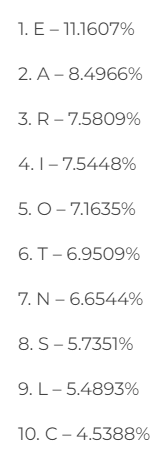 1. E – 11.1607%
2. A – 8.4966%
3. R – 7.5809%
4. I – 7.5448%
5. O – 7.1635%
6. T – 6.9509%
7. N – 6.6544%
8. S – 5.7351%
9. L – 5.4893%
10. C – 4.5388%